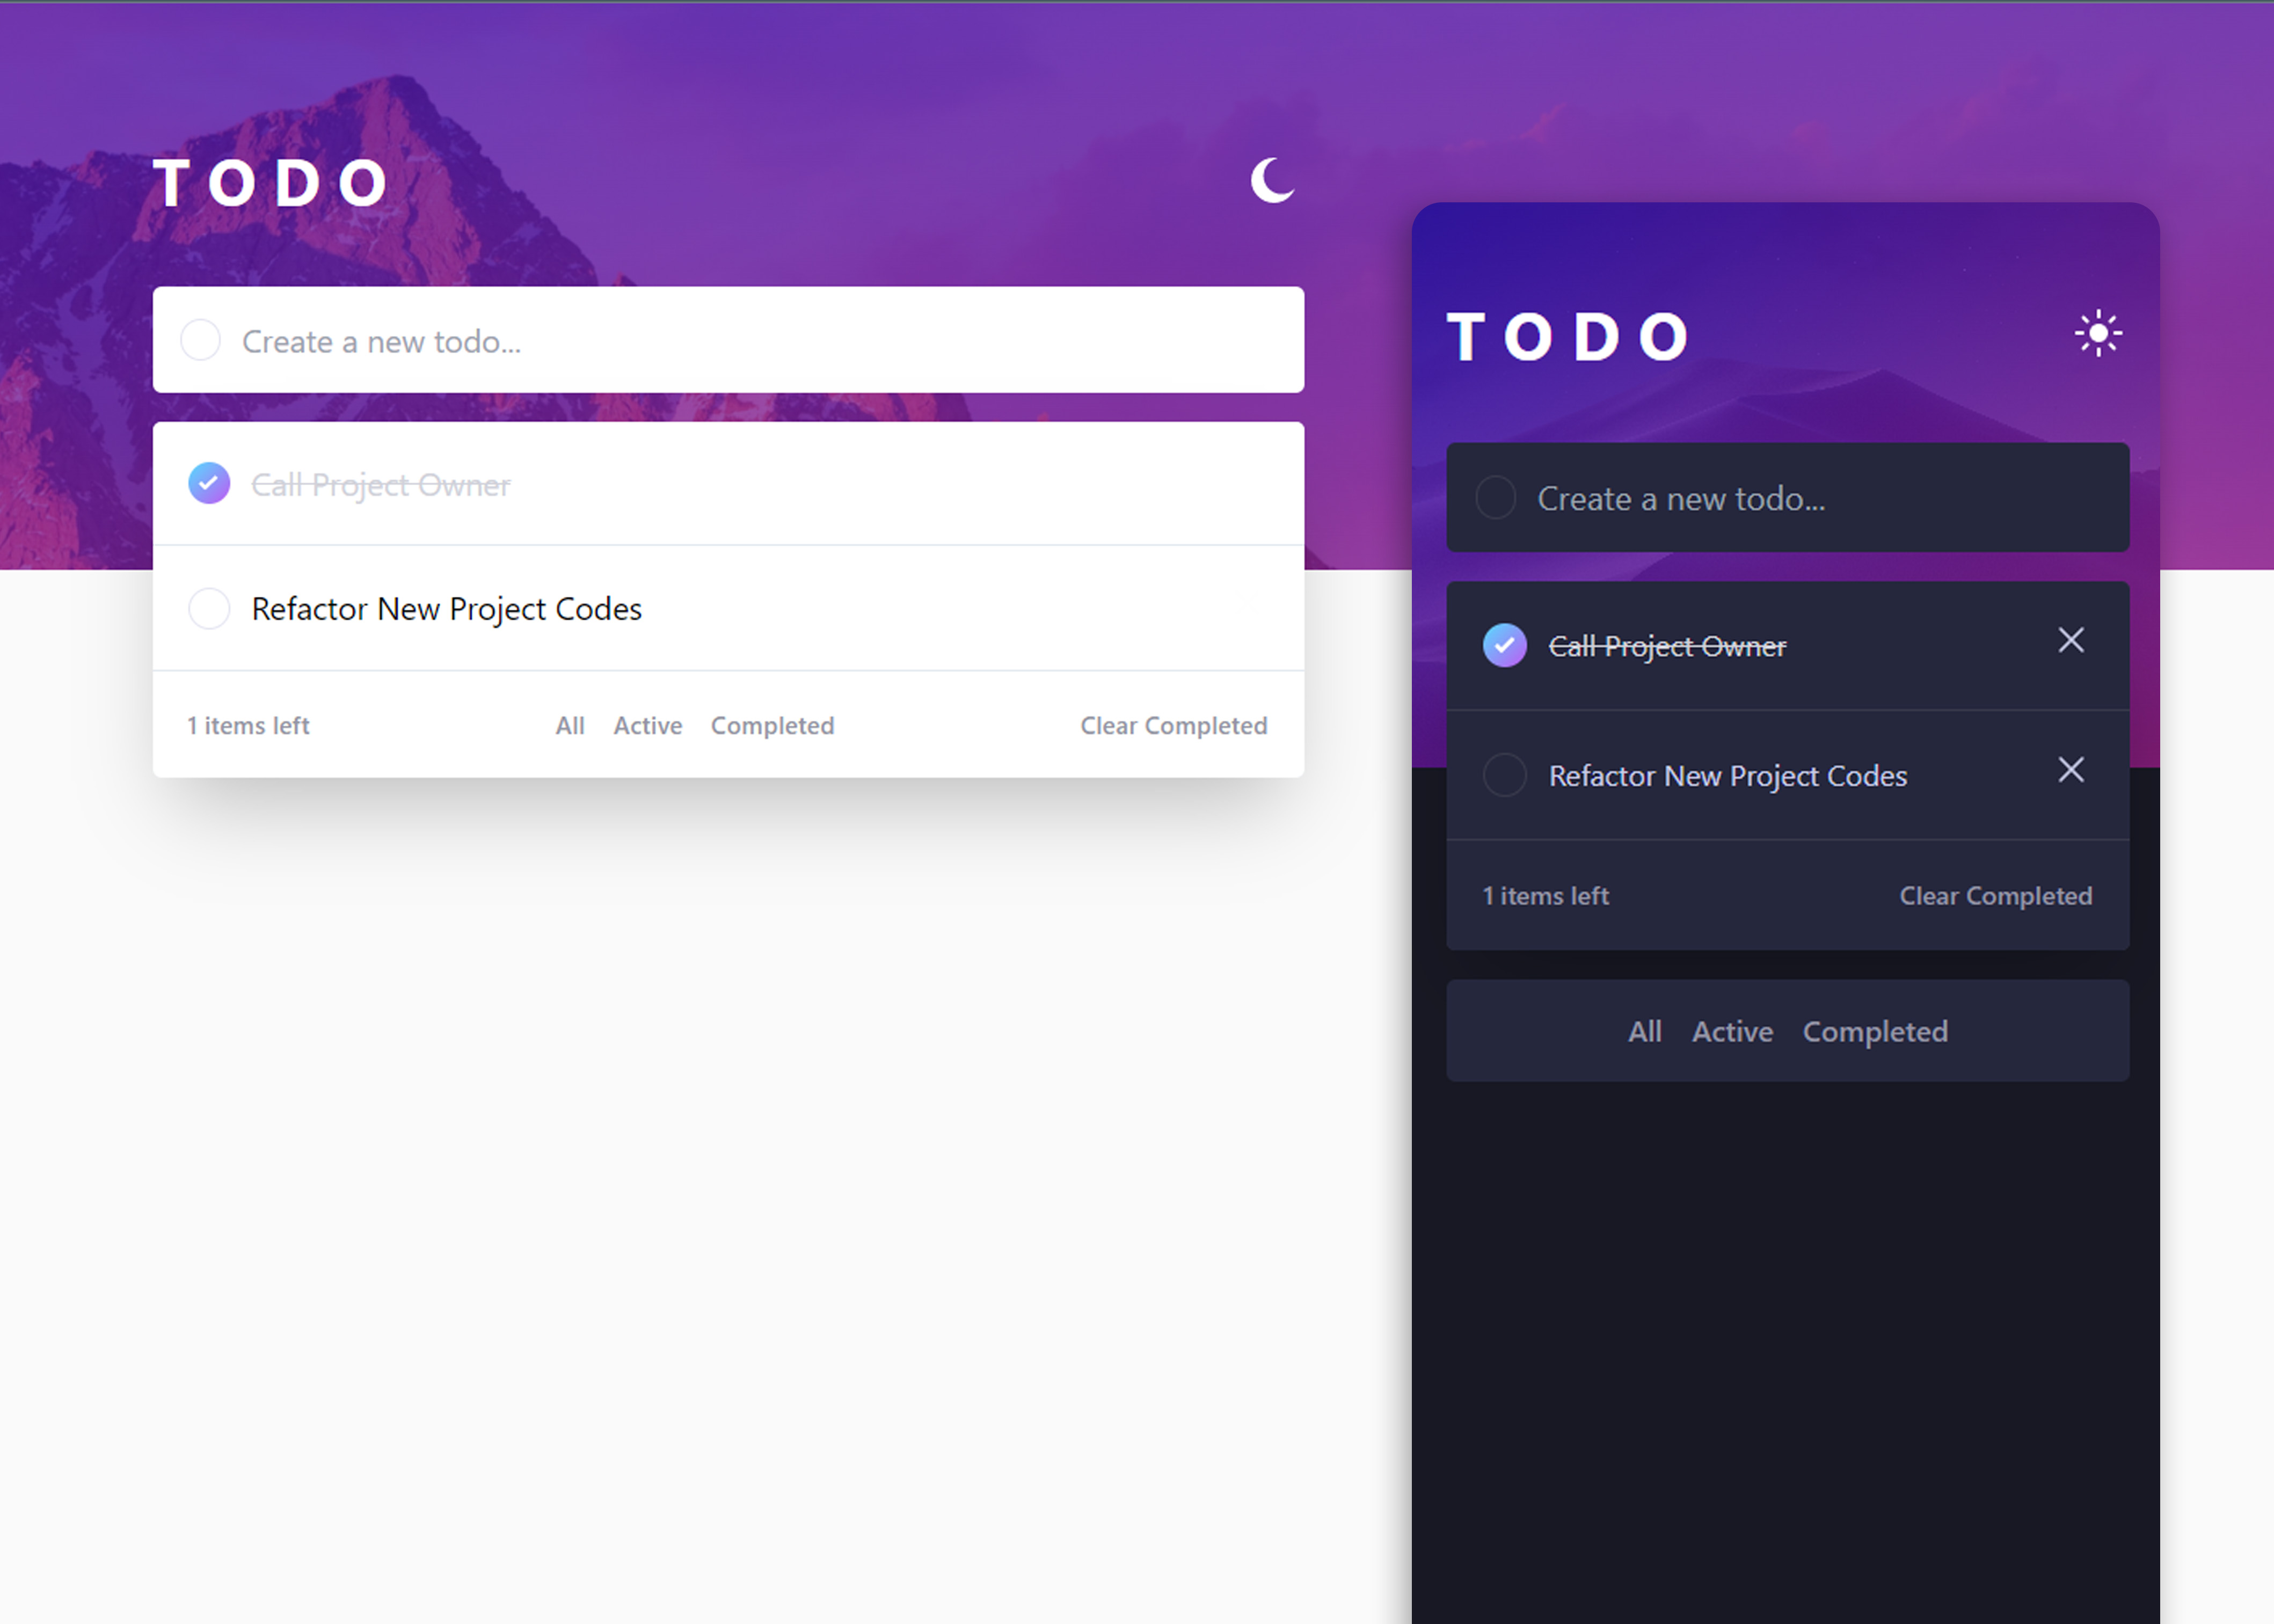 TODO
Create a new todo...
Call Project Owner
Refactor New Project Codes
1 items left All Active Completed Clear Completed
TODO
Create a new todo...
Call Project Owner
Refactor New Project Codes
1 items left Clear Completed
All Active Completed